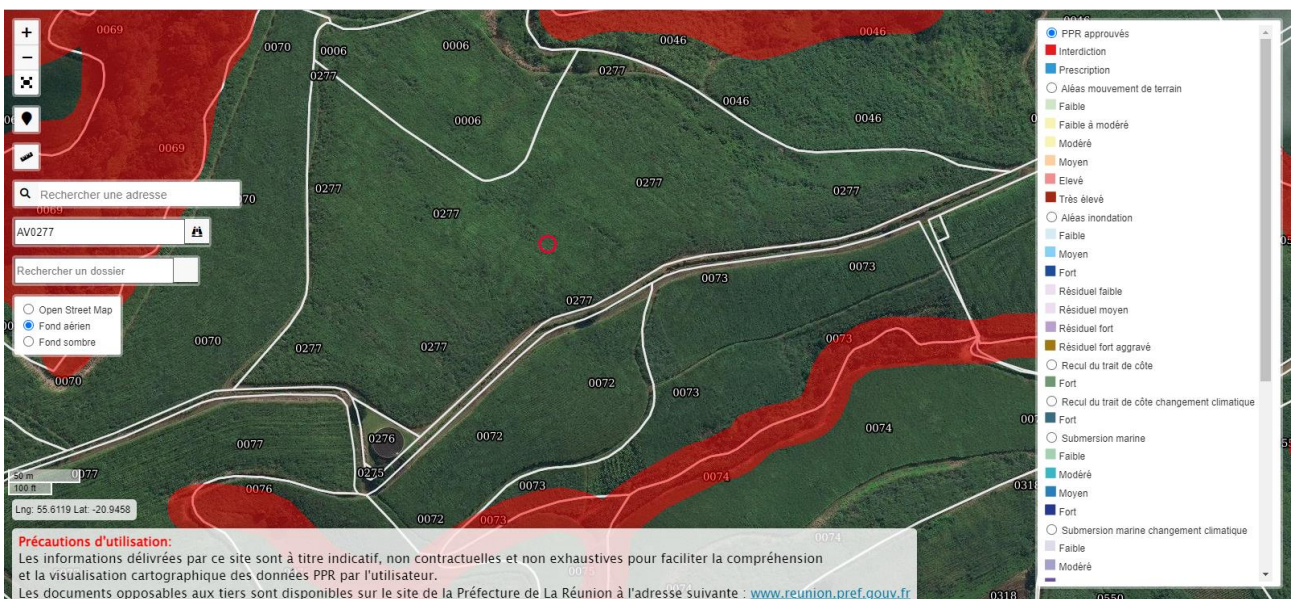 0046
0069
0070
0006
0006
0046
0046
0277
0277
0046
0046
0006
0069
0277
0277
0277
70
0277
0069
0073
0073
0277
0073
0070
0277
0277
0070
0072
0073
0074
0077
0276
0072
0275
0077
0076
0073
0074
0318
0072
0073
0074
0074
0318
0550
+
−
Rechercher une adresse
AV0277
Rechercher un dossier
Open Street Map
Fond aérien
Fond sombre
50 m
100 ft
Lng: 55.6119 Lat: -20.9458
Précautions d'utilisation:
Les informations délivrées par ce site sont à titre indicatif, non contractuelles et non exhaustives pour faciliter la compréhension
et la visualisation cartographique des données PPR par l'utilisateur.
Les documents opposables aux tiers sont disponibles sur le site de la Préfecture de La Réunion à l'adresse suivante : www.reunion.pref.gouv.fr
PPR approuvés
Interdiction
Prescription
Aléas mouvement de terrain
Faible
Faible à modéré
Modéré
Moyen
Elevé
Très élevé
Aléas inondation
Faible
Moyen
Fort
Résiduel faible
Résiduel moyen
Résiduel fort
Résiduel fort aggravé
Recul du trait de côte
Fort
Recul du trait de côte changement climatique
Fort
Submersion marine
Faible
Modéré
Moyen
Fort
Submersion marine changement climatique
Faible
Modéré